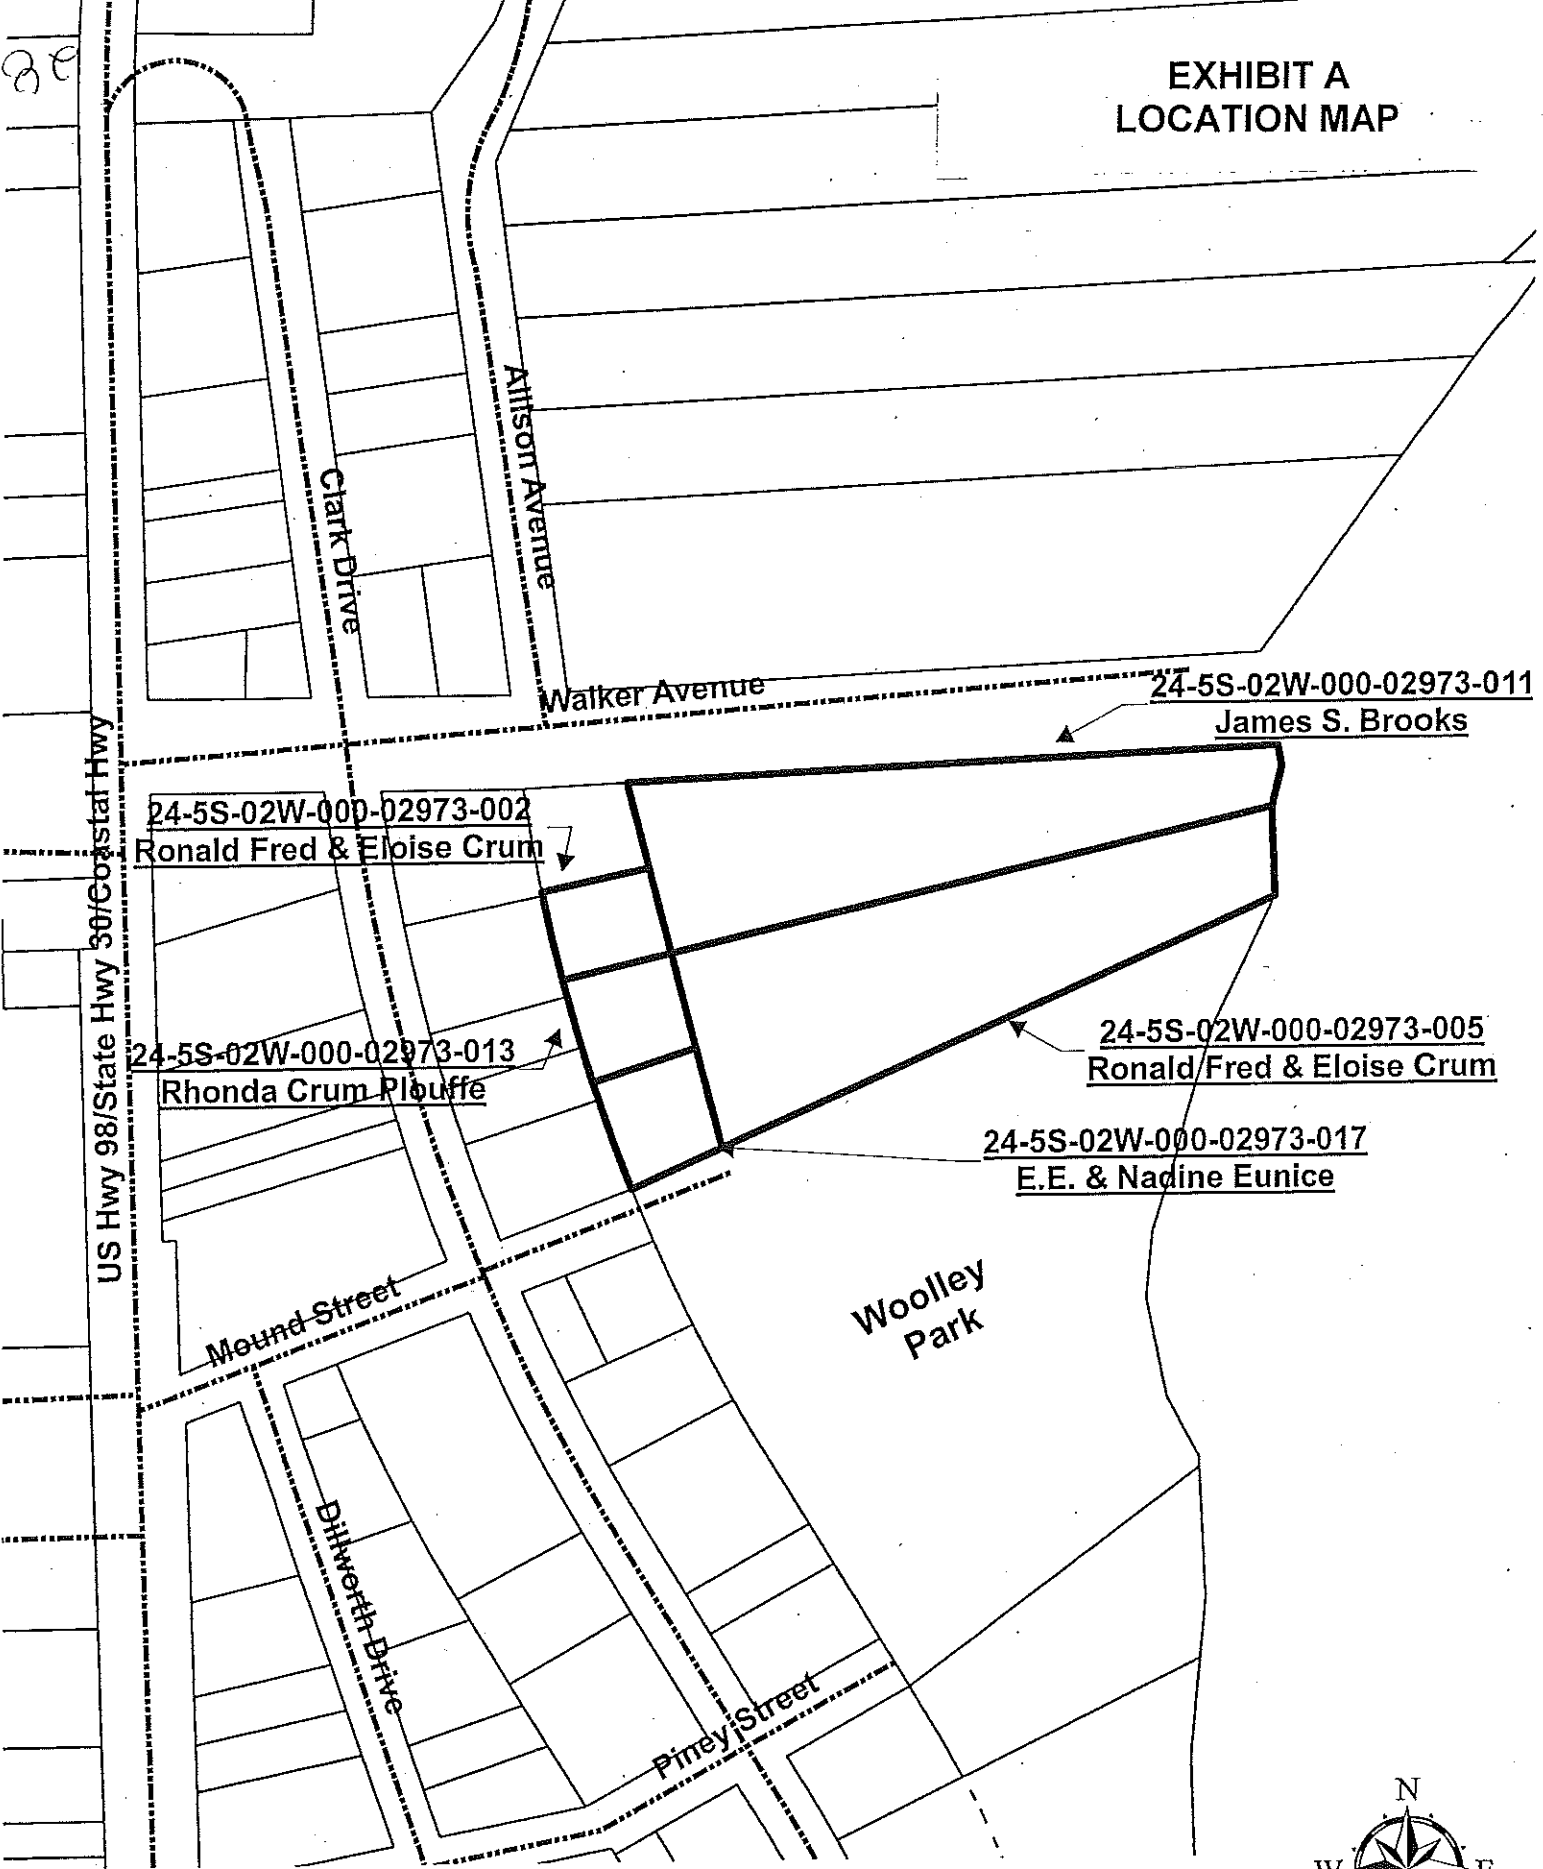 EXHIBIT A
LOCATION MAP
Allison Avenue
Clark Drive
Walker Avenue
24-5S-02W-000-02973-011
James S. Brooks
US Hwy 98/State Hwy 30/Coastal Hwy
24-5S-02W-000-02973-002
Ronald Fred & Eloise Crum
24-5S-02W-000-02973-013
Rhonda Crum Plouffe
24-5S-02W-000-02973-005
Ronald Fred & Eloise Crum
24-5S-02W-000-02973-017
E.E. & Nadine Eunice
Woolley
Park
Mound Street
Dillworth Drive
Piney Street
N
W
E